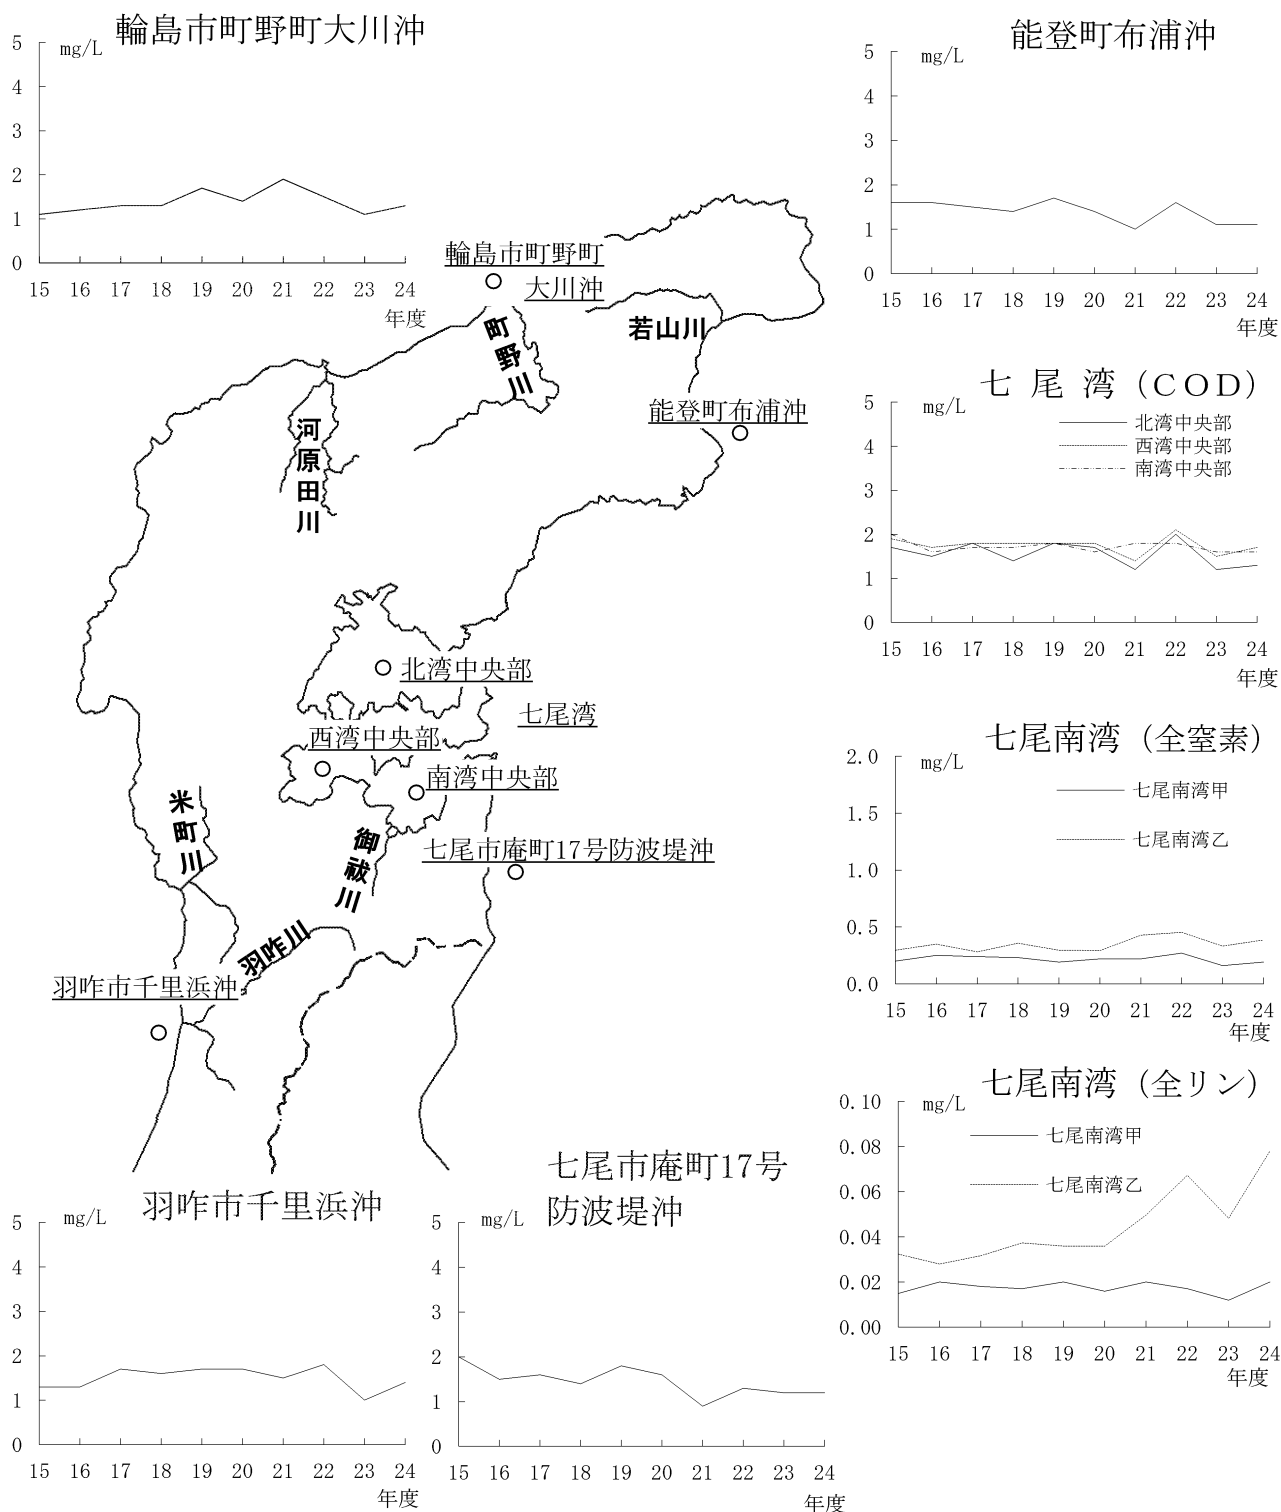 輪島市町野町大川沖
mg/L
5
4
3
2
1
0
15 16 17 18 19 20 21 22 23 24
年度
能登町布浦沖
mg/L
5
4
3
2
1
0
15 16 17 18 19 20 21 22 23 24
年度
輪島市町野町
大川沖
町野川
若山川
河原田川
能登町布浦沖
七尾湾（ＣＯＤ）
mg/L
北湾中央部
西湾中央部
南湾中央部
5
4
3
2
1
0
15 16 17 18 19 20 21 22 23 24
年度
北湾中央部
七尾湾
西湾中央部
南湾中央部
米町川
御祓川
七尾市庵町17号防波堤沖
羽咋川
羽咋市千里浜沖
七尾南湾（全窒素）
mg/L
七尾南湾甲
七尾南湾乙
2.0
1.5
1.0
0.5
0.0
15 16 17 18 19 20 21 22 23 24
年度
七尾南湾（全リン）
mg/L
七尾南湾甲
七尾南湾乙
0.10
0.08
0.06
0.04
0.02
0.00
15 16 17 18 19 20 21 22 23 24
年度
羽咋市千里浜沖
mg/L
5
4
3
2
1
0
15 16 17 18 19 20 21 22 23 24
年度
七尾市庵町17号
防波堤沖
mg/L
5
4
3
2
1
0
15 16 17 18 19 20 21 22 23 24
年度